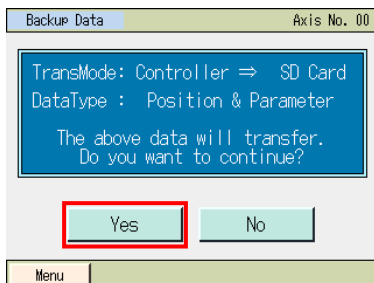 Backup Data Axis No. 00
TransMode: Controller ⇒ SD Card
DataType : Position & Parameter
The above data will transfer.
Do you want to continue?
Yes No
Menu